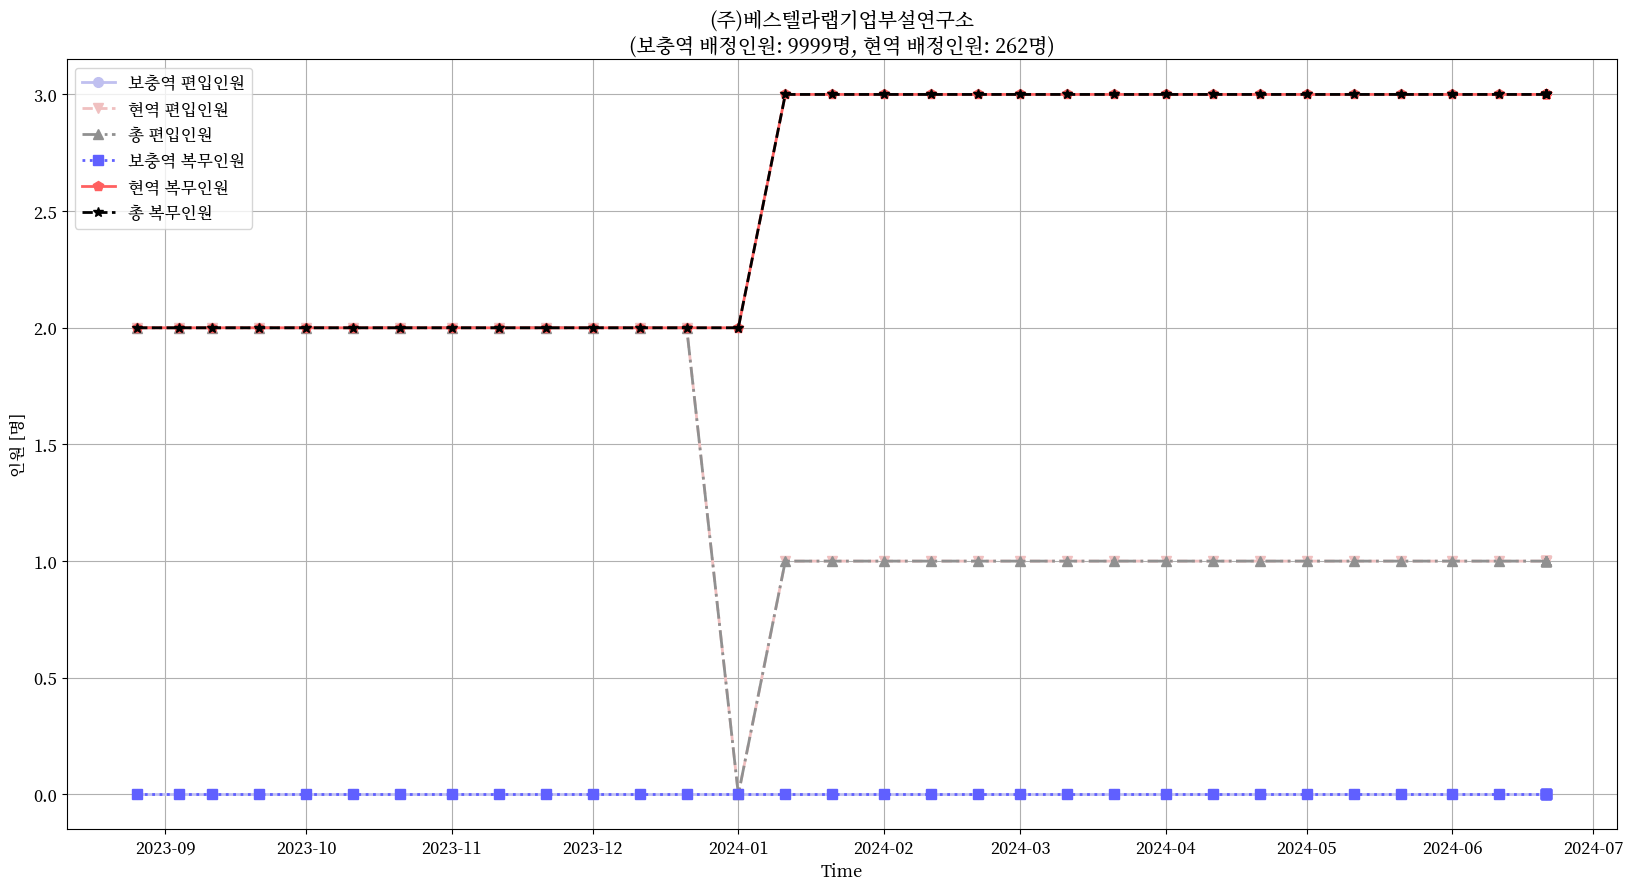 (주)베스텔라랩기업부설연구소
(보충역 배정인원: 9999명, 현역 배정인원: 262명)
보충역 편입인원
현역 편입인원
총 편입인원
보충역 복무인원
현역 복무인원
총 복무인원
3.0
2.5
2.0
1.5
1.0
0.5
0.0
인원 [명]
2023-09
2023-10
2023-11
2023-12
2024-01
2024-02
2024-03
2024-04
2024-05
2024-06
2024-07
Time